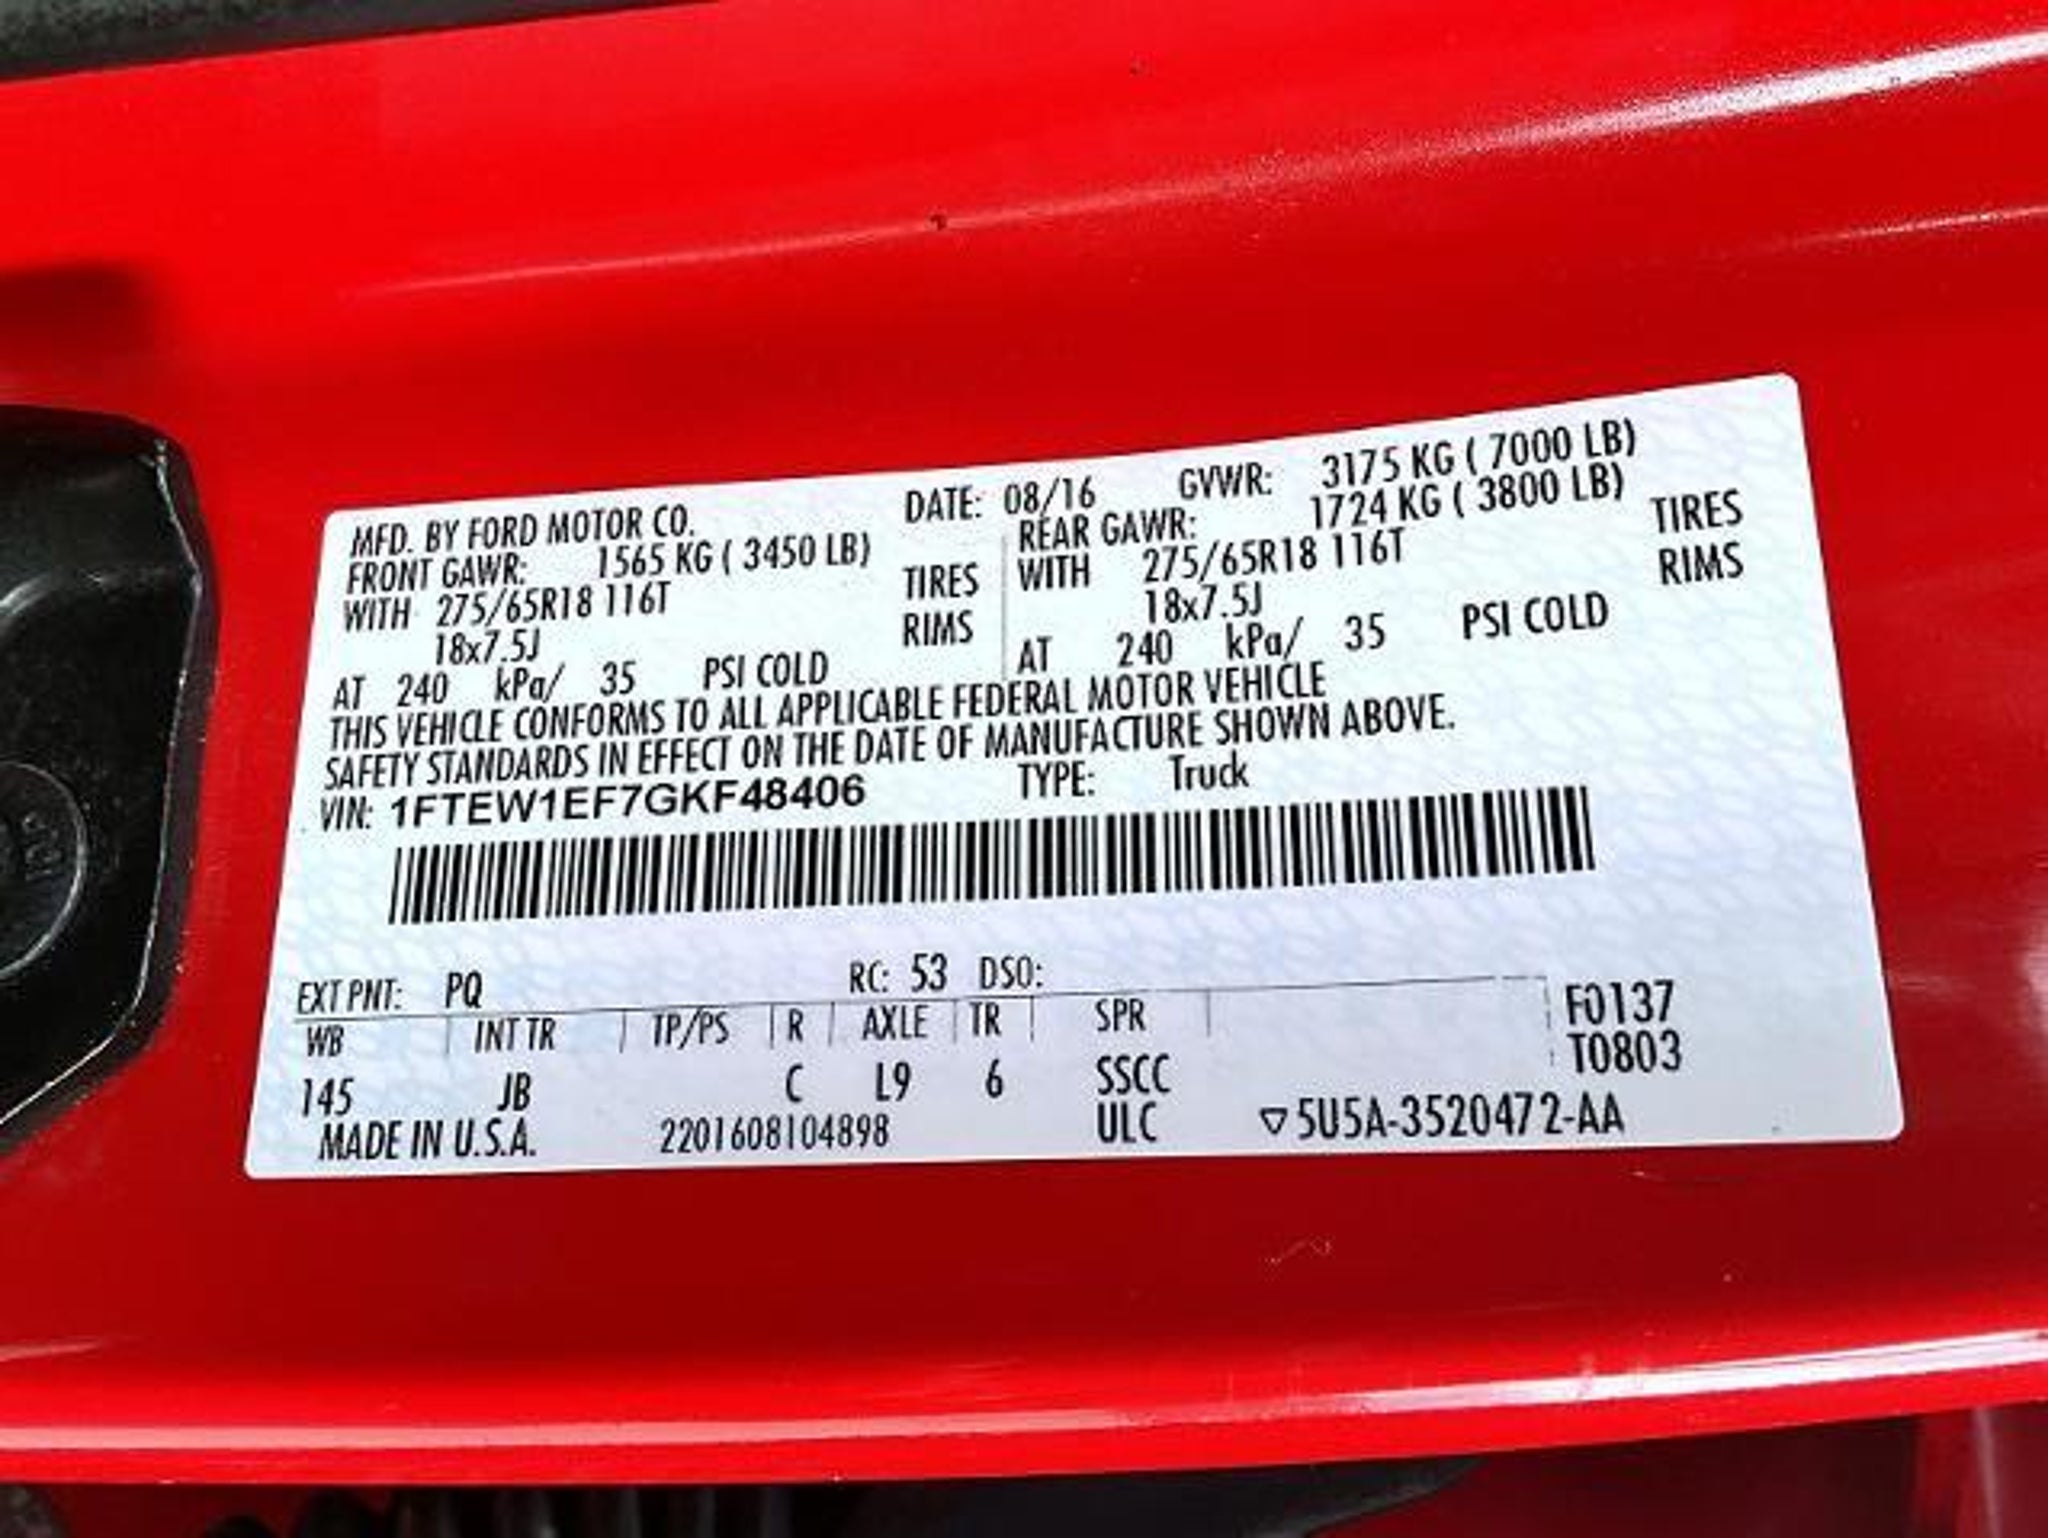 MFD. BY FORD MOTOR CO. DATE: 08/16 GVWR: 3175 KG ( 7000 LB)
FRONT GAWR: 1565 KG ( 3450 LB) REAR GAWR: 1724 KG ( 3800 LB)
WITH 275/65R18 116T TIRES WITH 275/65R18 116T TIRES
18x7.5J RIMS 18x7.5J RIMS
AT 240 kPa/ 35 PSI COLD AT 240 kPa/ 35 PSI COLD
THIS VEHICLE CONFORMS TO ALL APPLICABLE FEDERAL MOTOR VEHICLE
SAFETY STANDARDS IN EFFECT ON THE DATE OF MANUFACTURE SHOWN ABOVE.
VIN: 1FTEW1EF7GKF48406 TYPE: Truck
EXT PNT: PQ RC: 53 DSO:
WB INT TR TP/PS R AXLE TR SPR F0137
145 JB C L9 6 SSCC T0803
MADE IN U.S.A. 2201608104898 ULC ▽5U5A-3520472-AA